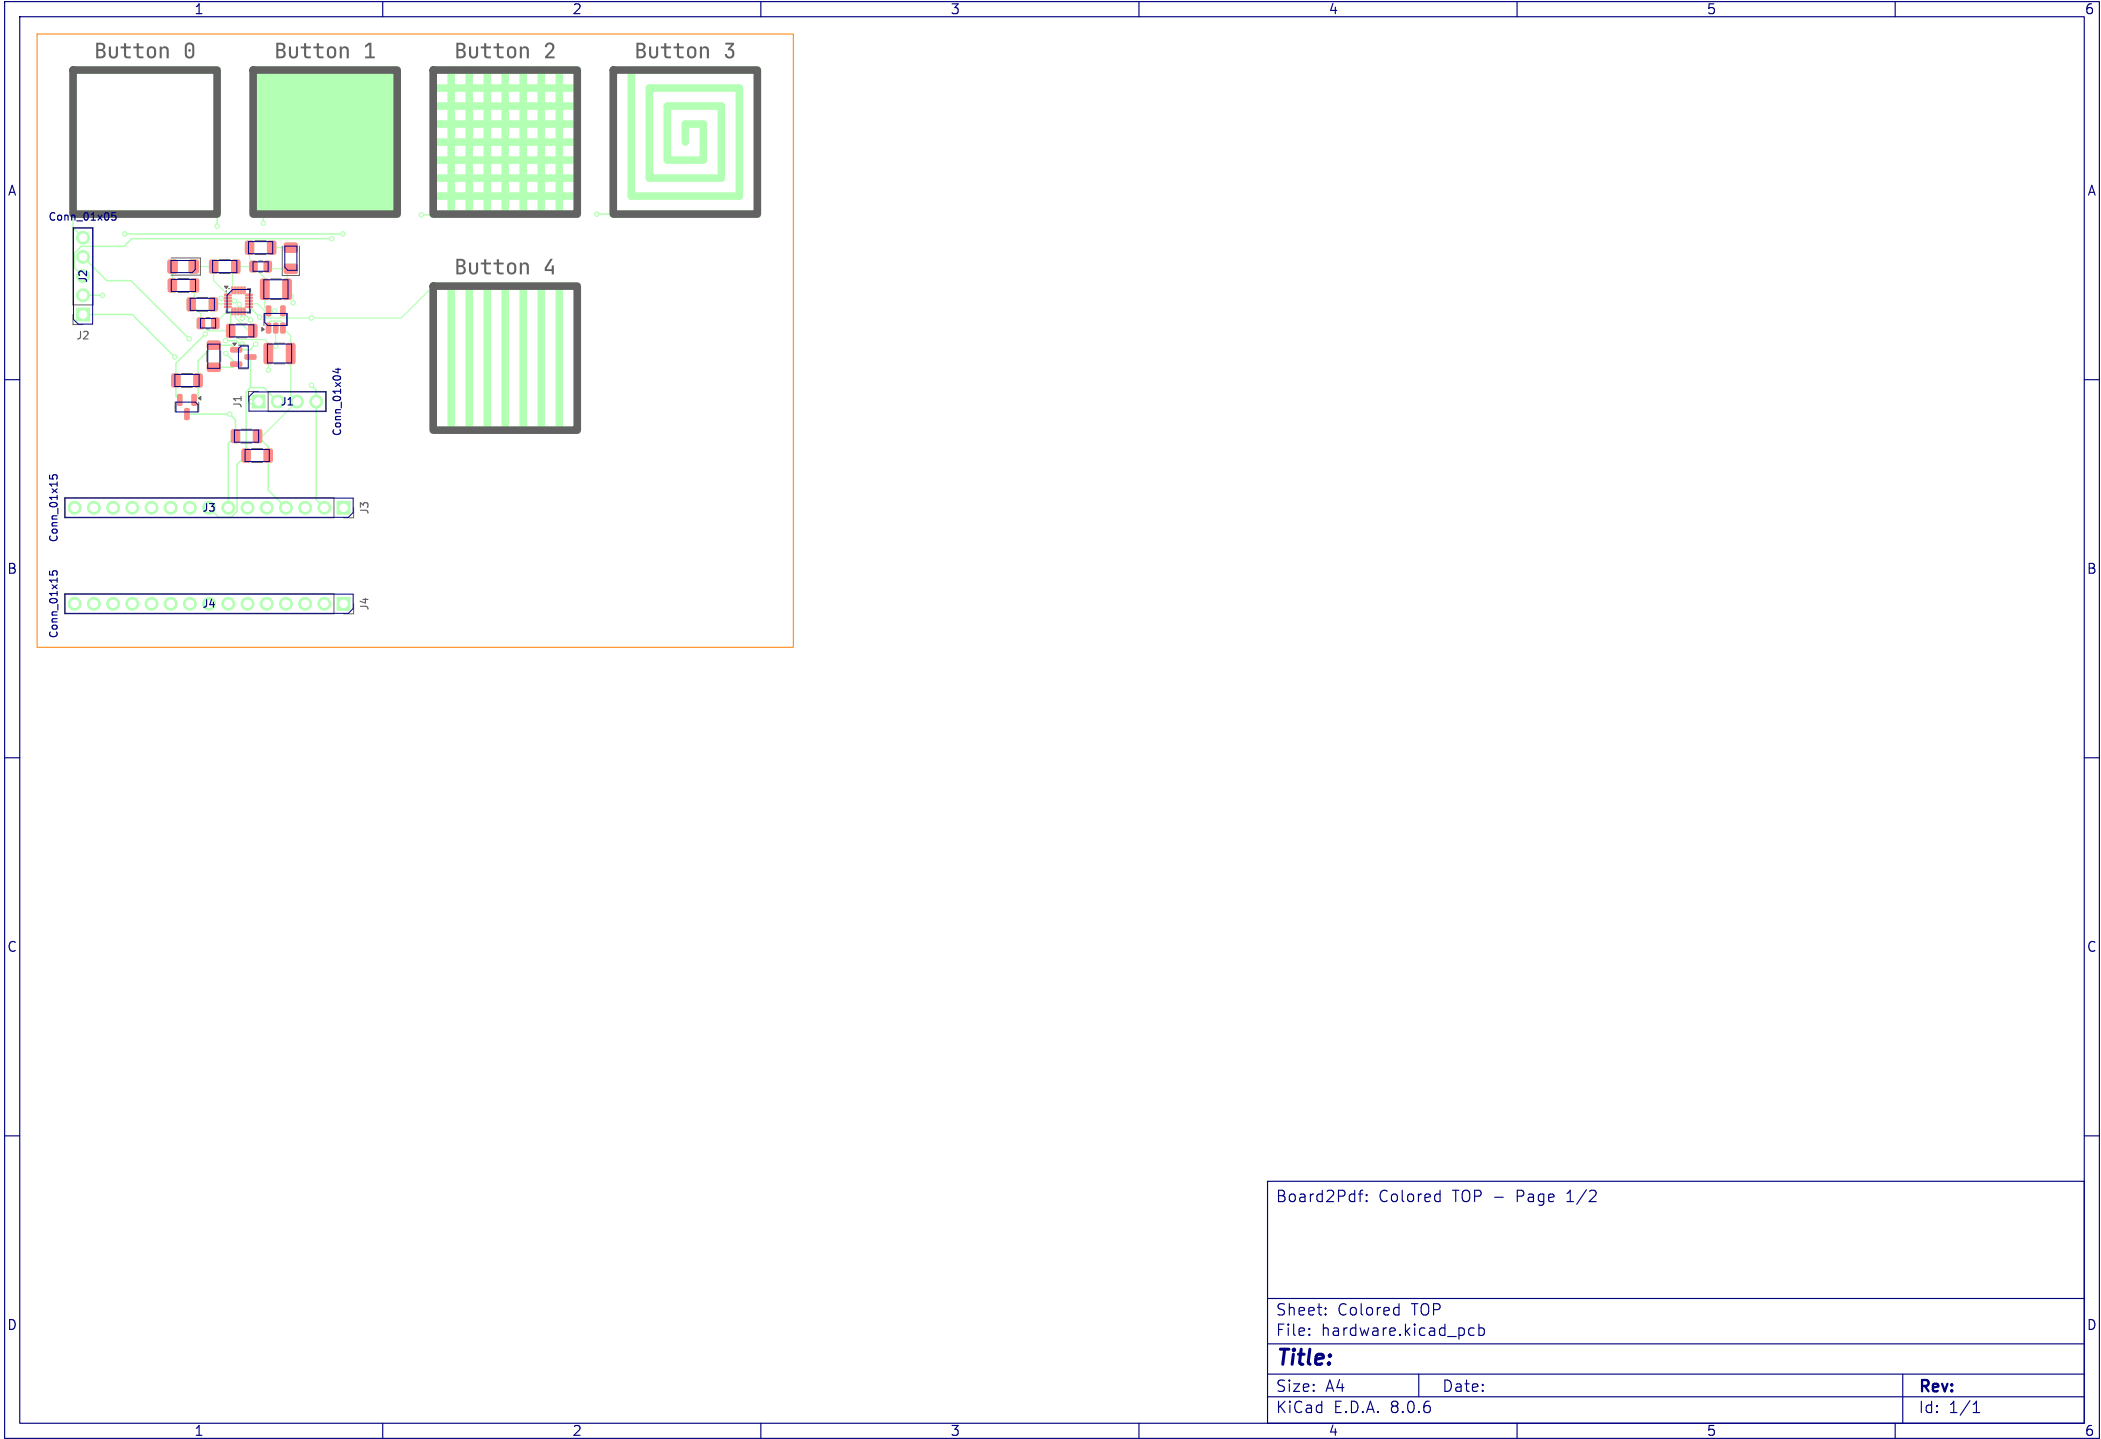 1 2 3 4 5 6
Button 0 Button 1 Button 2 Button 3
A A
Conn_01x05
J2
J2
Button 4
J1 J1 Conn_01x04
Conn_01x15
J3 J3
B B
Conn_01x15
J4 J4
C C
Board2Pdf: Colored TOP – Page 1/2
Sheet: Colored TOP
D D
File: hardware.kicad_pcb
Title:
Size: A4 Date: Rev:
KiCad E.D.A. 8.0.6 Id: 1/1
1 2 3 4 5 6